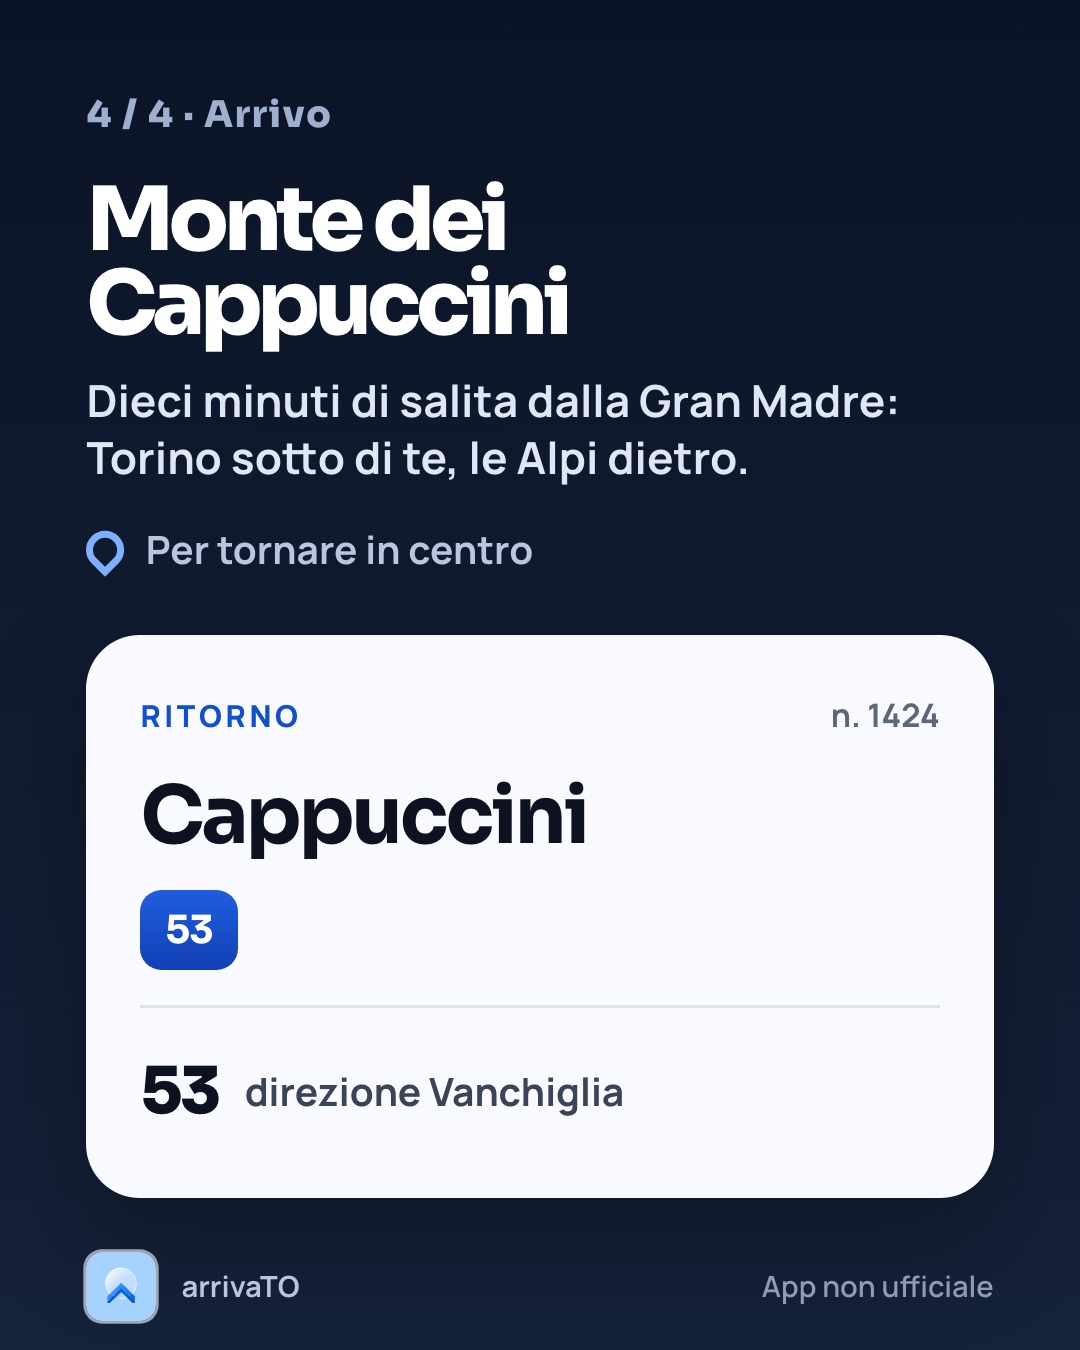 4 / 4 · Arrivo
Monte dei
Cappuccini
Dieci minuti di salita dalla Gran Madre:
Torino sotto di te, le Alpi dietro.
Per tornare in centro
RITORNO
n. 1424
Cappuccini
53
53 direzione Vanchiglia
arrivaTO
App non ufficiale